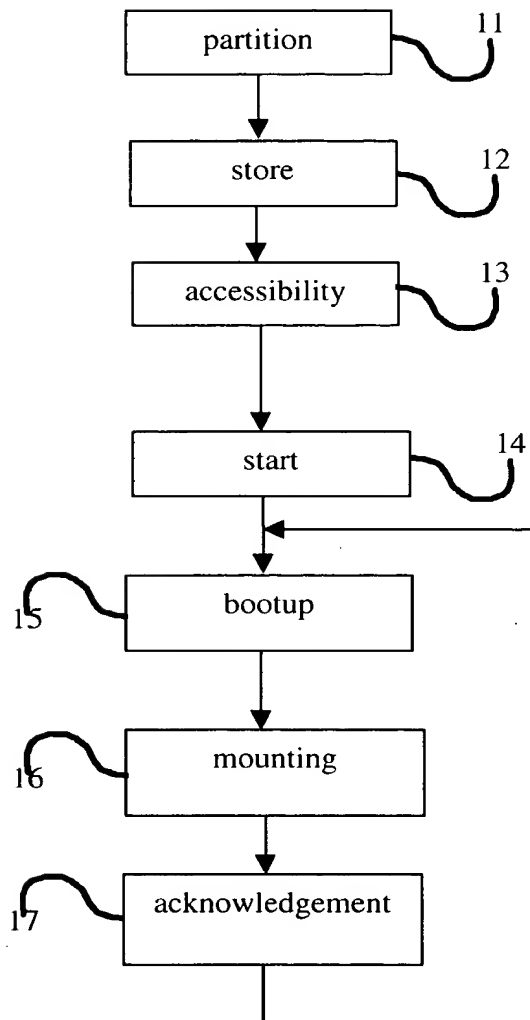 partition
11
store
12
accessibility
13
start
14
bootup
15
mounting
16
acknowledgement
17